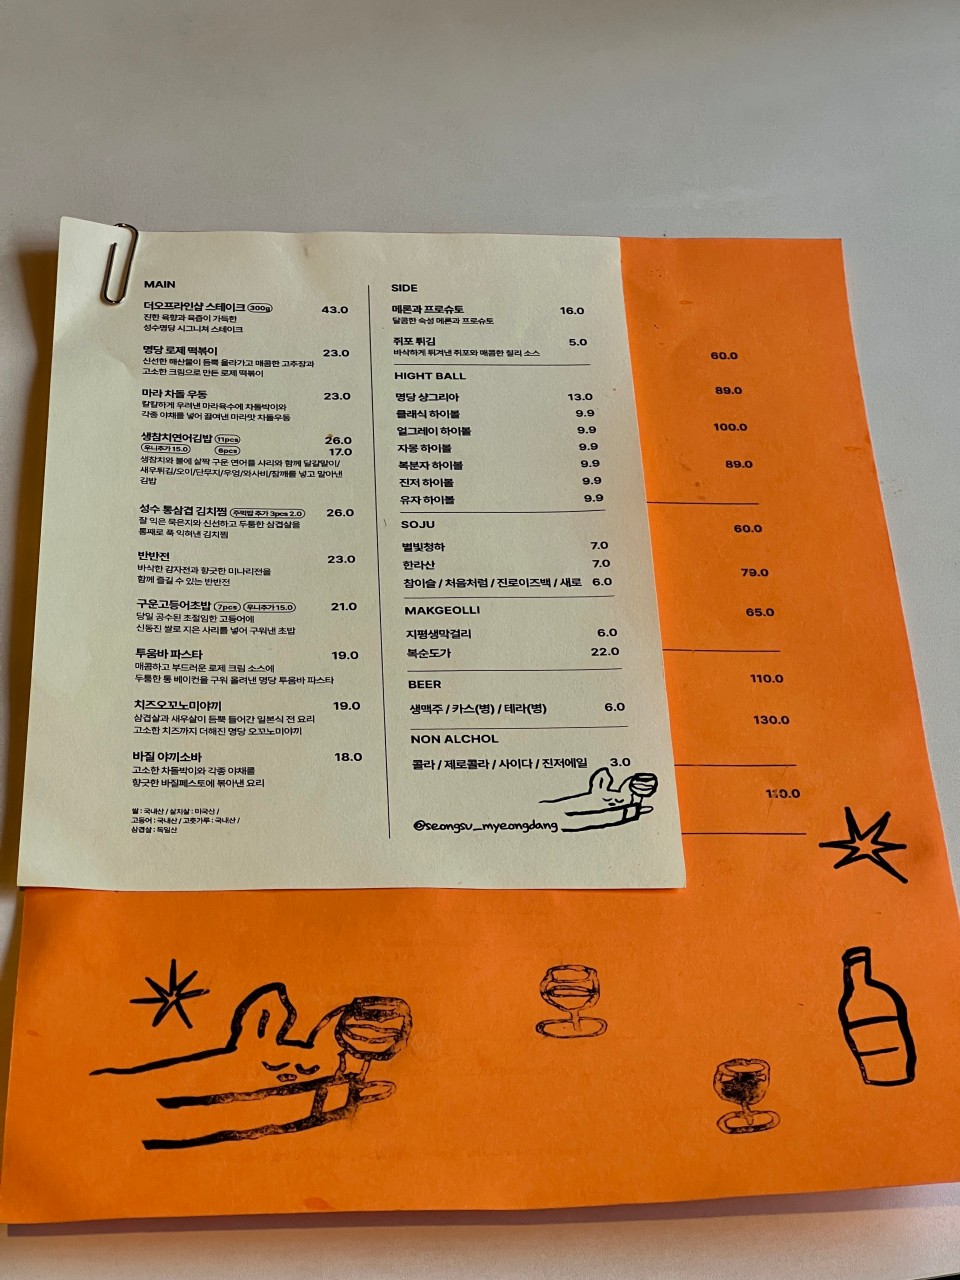 MAIN
더오프라인샵 스테이크 300g 43.0
진한 육향과 육즙이 가득한
성수명당 시그니쳐 스테이크
명당 로제 떡볶이 23.0
신선한 해산물이 듬뿍 올라가고 매콤한 고추장과
고소한 크림으로 만든 로제 떡볶이
마라 차돌 우동 23.0
칼칼하게 우려낸 마라육수에 차돌박이와
각종 야채를 넣어 끓여낸 마라맛 차돌우동
생참치연어김밥 11pcs 26.0
우니추가 15.0 6pcs 17.0
생참치와 불에 살짝 구운 연어를 샤리와 함께 달걀말이/
새우튀김/오이/단무지/우엉/와사비/참깨를 넣고 말아낸
김밥
성수 통삼겹 김치찜 주먹밥 추가 3pcs 2.0 26.0
잘 익은 묵은지와 신선하고 두툼한 삼겹살을
통째로 푹 익혀낸 김치찜
반반전 23.0
바삭한 감자전과 향긋한 미나리전을
함께 즐길 수 있는 반반전
구운고등어초밥 7pcs 우니추가 15.0 21.0
당일 공수된 초절임한 고등어에
신동진 쌀로 지은 샤리를 넣어 구워낸 초밥
투움바 파스타 19.0
매콤하고 부드러운 로제 크림 소스에
두툼한 통 베이컨을 구워 올려낸 명당 투움바 파스타
치즈오꼬노미야끼 19.0
삼겹살과 새우살이 듬뿍 들어간 일본식 전 요리
고소한 치즈까지 더해진 명당 오꼬노미야끼
바질 야끼소바 18.0
고소한 차돌박이와 각종 야채를
향긋한 바질페스토에 볶아낸 요리
쌀 : 국내산 / 살치살 : 미국산 /
고등어 : 국내산 / 고춧가루 : 국내산 /
삼겹살 : 독일산
SIDE
메론과 프로슈토 16.0
달콤한 숙성 메론과 프로슈토
쥐포 튀김 5.0
바삭하게 튀겨낸 쥐포와 매콤한 칠리 소스
HIGHT BALL
명당 샹그리아 13.0
클래식 하이볼 9.9
얼그레이 하이볼 9.9
자몽 하이볼 9.9
복분자 하이볼 9.9
진저 하이볼 9.9
유자 하이볼 9.9
SOJU
별빛청하 7.0
한라산 7.0
참이슬 / 처음처럼 / 진로이즈백 / 새로 6.0
MAKGEOLLI
지평생막걸리 6.0
복순도가 22.0
BEER
생맥주 / 카스(병) / 테라(병) 6.0
NON ALCHOL
콜라 / 제로콜라 / 사이다 / 진저에일 3.0
@seongsu_myeongdang
60.0
89.0
100.0
89.0
60.0
79.0
65.0
110.0
130.0